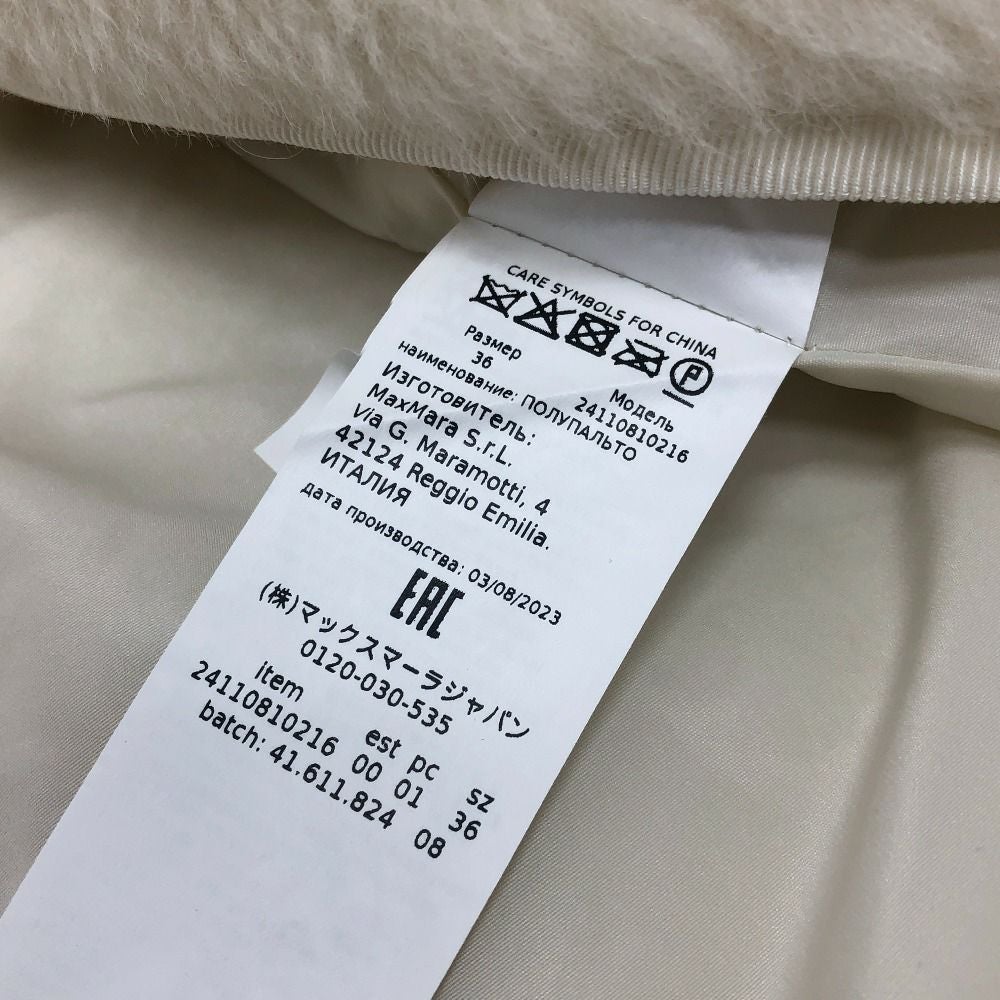 CARE SYMBOLS FOR CHINA
P
Размер Модель
36 24110810216
наименование: ПОЛУПАЛЬТО
Изготовитель:
MaxMara S.r.L.
Via G. Maramotti, 4
42124 Reggio Emilia.
ИТАЛИЯ
дата производства: 03/08/2023
EAC
(株)マックスマーラジャパン
0120-030-535
item est pc sz
24110810216 00 01 36
batch: 41.611.824 08